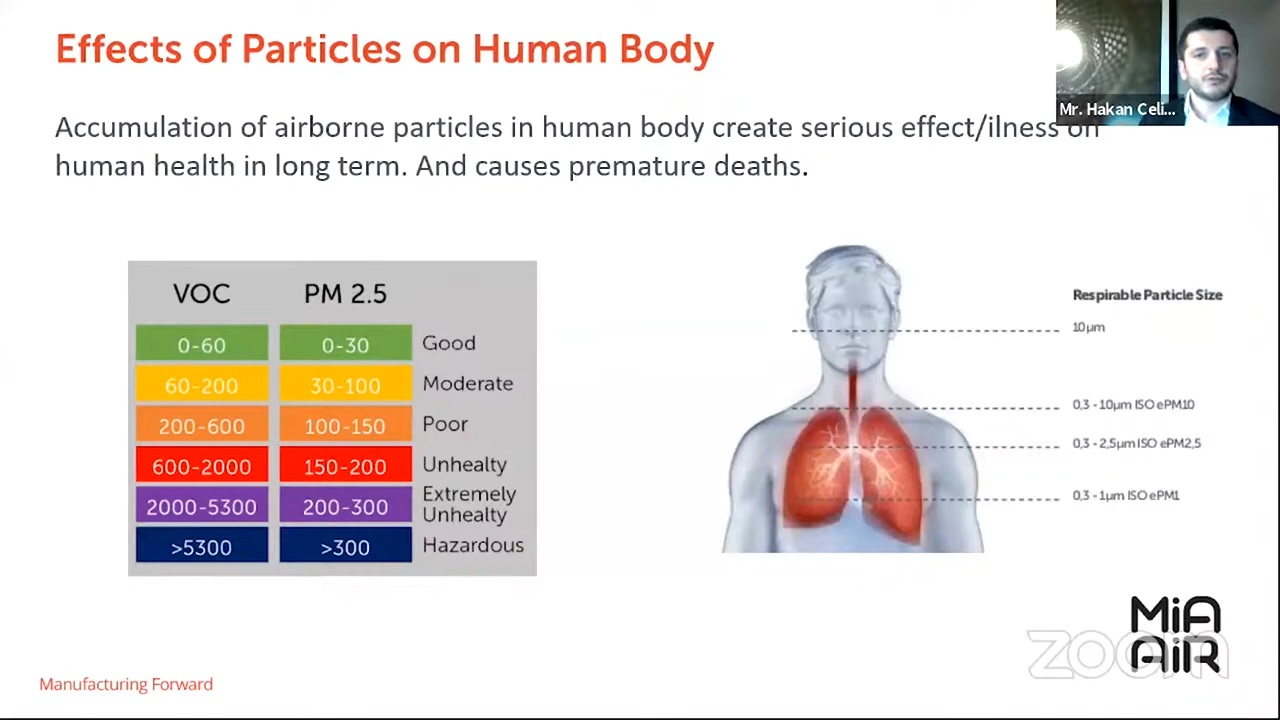 Effects of Particles on Human Body
Mr. Hakan Celi...
Accumulation of airborne particles in human body create serious effect/ilness on
human health in long term. And causes premature deaths.
VOC PM 2.5
0-60 0-30 Good
60-200 30-100 Moderate
200-600 100-150 Poor
600-2000 150-200 Unhealty
2000-5300 200-300 Extremely
Unhealty
>5300 >300 Hazardous
Respirable Particle Size
10µm
0,3 - 10µm ISO ePM10
0,3 - 2,5µm ISO ePM2,5
0,3 - 1µm ISO ePM1
MiA
AiR
zoom
Manufacturing Forward